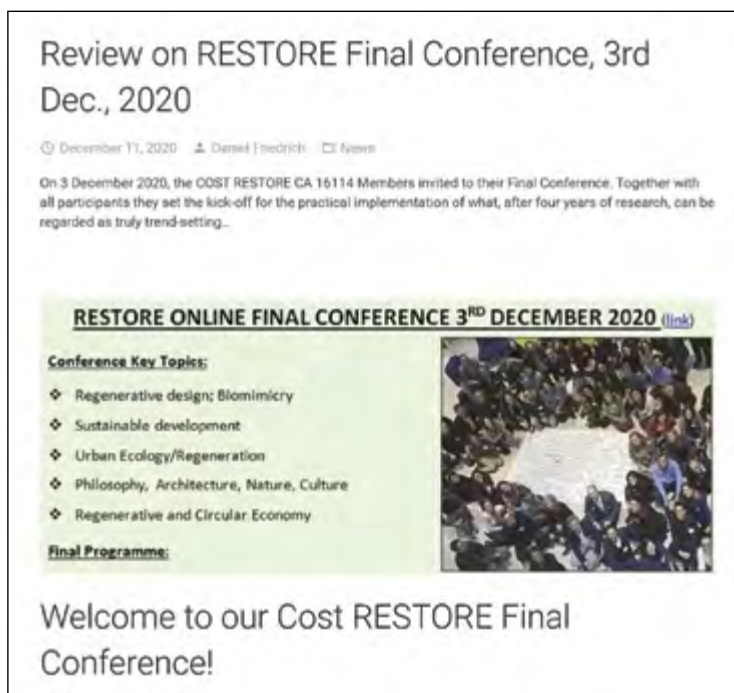 Review on RESTORE Final Conference, 3rd
Dec., 2020
December 11, 2020 Daniel Friedrich News
On 3 December 2020, the COST RESTORE CA 16114 Members invited to their Final Conference. Together with
all participants they set the kick-off for the practical implementation of what, after four years of research, can be
regarded as truly trend-setting...
RESTORE ONLINE FINAL CONFERENCE 3RD DECEMBER 2020 (link)
Conference Key Topics:
❖ Regenerative design; Biomimicry
❖ Sustainable development
❖ Urban Ecology/Regeneration
❖ Philosophy, Architecture, Nature, Culture
❖ Regenerative and Circular Economy
Final Programme:
Welcome to our Cost RESTORE Final
Conference!